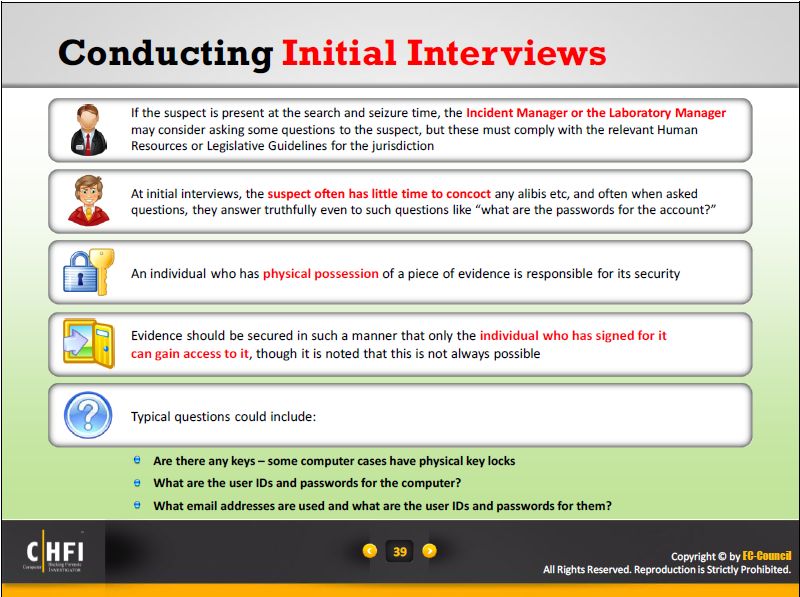 Conducting Initial Interviews
If the suspect is present at the search and seizure time, the Incident Manager or the Laboratory Manager
may consider asking some questions to the suspect, but these must comply with the relevant Human
Resources or Legislative Guidelines for the jurisdiction
At initial interviews, the suspect often has little time to concoct any alibis etc, and often when asked
questions, they answer truthfully even to such questions like “what are the passwords for the account?”
An individual who has physical possession of a piece of evidence is responsible for its security
Evidence should be secured in such a manner that only the individual who has signed for it
can gain access to it, though it is noted that this is not always possible
Typical questions could include:
Are there any keys – some computer cases have physical key locks
What are the user IDs and passwords for the computer?
What email addresses are used and what are the user IDs and passwords for them?
CHFI
Computer Hacking Forensic
INVESTIGATOR
39
Copyright © by EC-Council
All Rights Reserved. Reproduction is Strictly Prohibited.